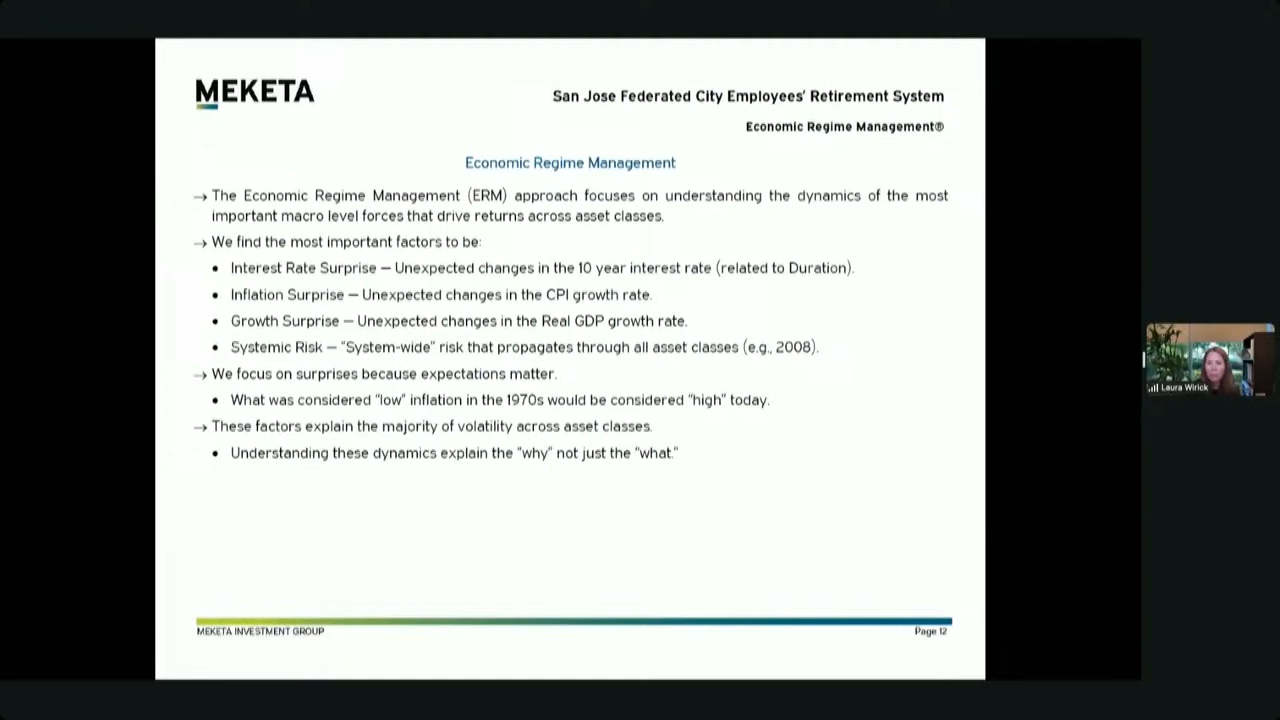 MEKETA
San Jose Federated City Employees' Retirement System
Economic Regime Management®
Economic Regime Management
→ The Economic Regime Management (ERM) approach focuses on understanding the dynamics of the most
important macro level forces that drive returns across asset classes.
→ We find the most important factors to be:
• Interest Rate Surprise – Unexpected changes in the 10 year interest rate (related to Duration).
• Inflation Surprise – Unexpected changes in the CPI growth rate.
• Growth Surprise – Unexpected changes in the Real GDP growth rate.
• Systemic Risk – "System-wide" risk that propagates through all asset classes (e.g., 2008).
→ We focus on surprises because expectations matter.
• What was considered "low" inflation in the 1970s would be considered "high" today.
→ These factors explain the majority of volatility across asset classes.
• Understanding these dynamics explain the "why" not just the "what."
MEKETA INVESTMENT GROUP
Page 12
Laura Wirick